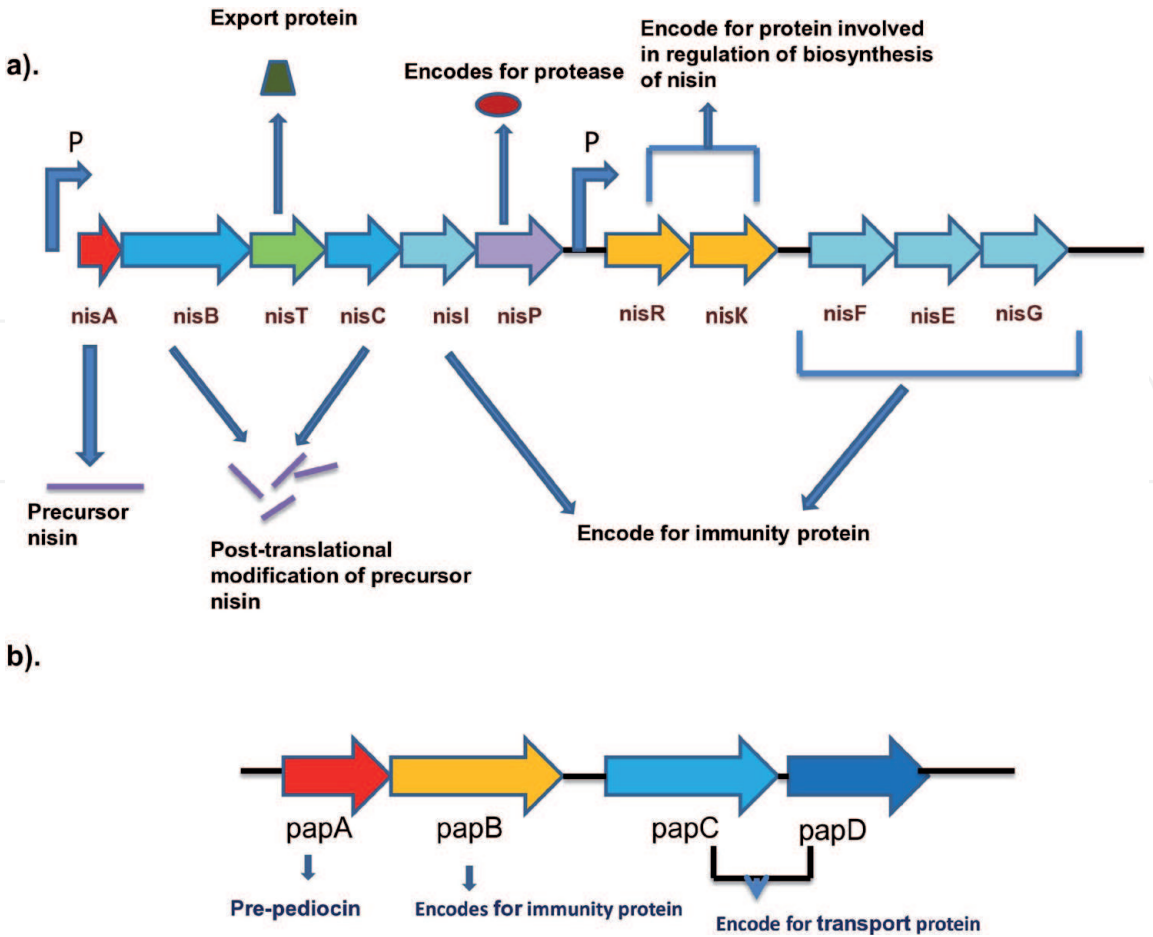 a).
Export protein
Encodes for protease
Encode for protein involved
in regulation of biosynthesis
of nisin
P
P
nisA
nisB
nisT
nisC
nisI
nisP
nisR
nisK
nisF
nisE
nisG
Precursor
nisin
Post-translational
modification of precursor
nisin
Encode for immunity protein
b).
papA
papB
papC
papD
Pre-pediocin
Encodes for immunity protein
Encode for transport protein